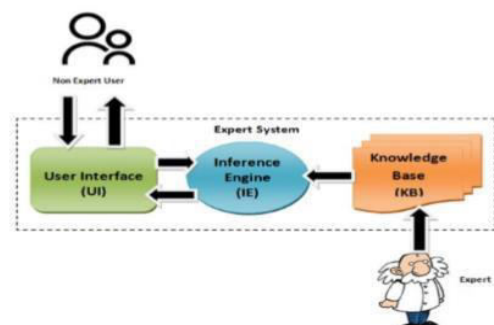 Non Expert User
Expert System
User Interface
(UI)
Inference
Engine
(IE)
Knowledge
Base
(KB)
Expert